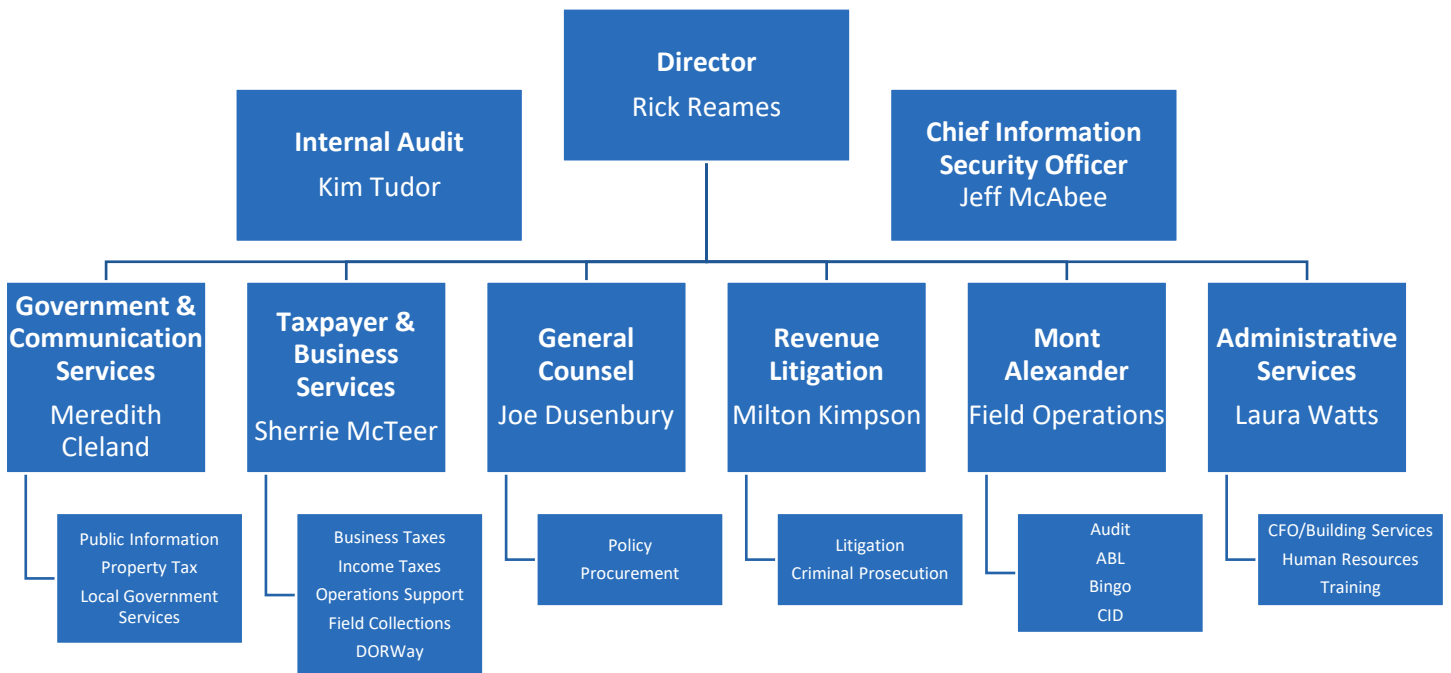 Director
Rick Reames
Internal Audit
Kim Tudor
Chief Information
Security Officer
Jeff McAbee
Government &
Communication
Services
Meredith
Cleland
Taxpayer &
Business
Services
Sherrie McTeer
General
Counsel
Joe Dusenbury
Revenue
Litigation
Milton Kimpson
Mont
Alexander
Field Operations
Administrative
Services
Laura Watts
Public Information
Property Tax
Local Government
Services
Business Taxes
Income Taxes
Operations Support
Field Collections
DORWay
Policy
Procurement
Litigation
Criminal Prosecution
Audit
ABL
Bingo
CID
CFO/Building Services
Human Resources
Training